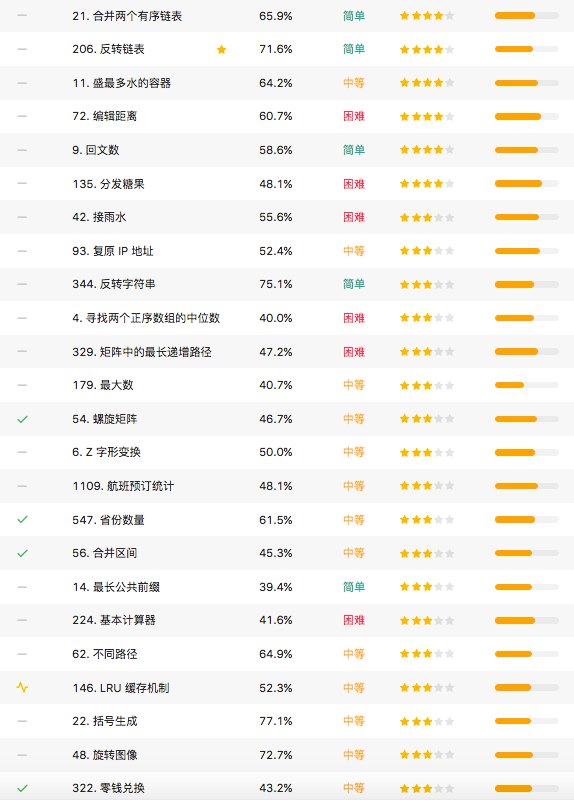 21. 合并两个有序链表 65.9% 简单
206. 反转链表 71.6% 简单
11. 盛最多水的容器 64.2% 中等
72. 编辑距离 60.7% 困难
9. 回文数 58.6% 简单
135. 分发糖果 48.1% 困难
42. 接雨水 55.6% 困难
93. 复原 IP 地址 52.4% 中等
344. 反转字符串 75.1% 简单
4. 寻找两个正序数组的中位数 40.0% 困难
329. 矩阵中的最长递增路径 47.2% 困难
179. 最大数 40.7% 中等
54. 螺旋矩阵 46.7% 中等
6. Z 字形变换 50.0% 中等
1109. 航班预订统计 48.1% 中等
547. 省份数量 61.5% 中等
56. 合并区间 45.3% 中等
14. 最长公共前缀 39.4% 简单
224. 基本计算器 41.6% 困难
62. 不同路径 64.9% 中等
146. LRU 缓存机制 52.3% 中等
22. 括号生成 77.1% 中等
48. 旋转图像 72.7% 中等
322. 零钱兑换 43.2% 中等